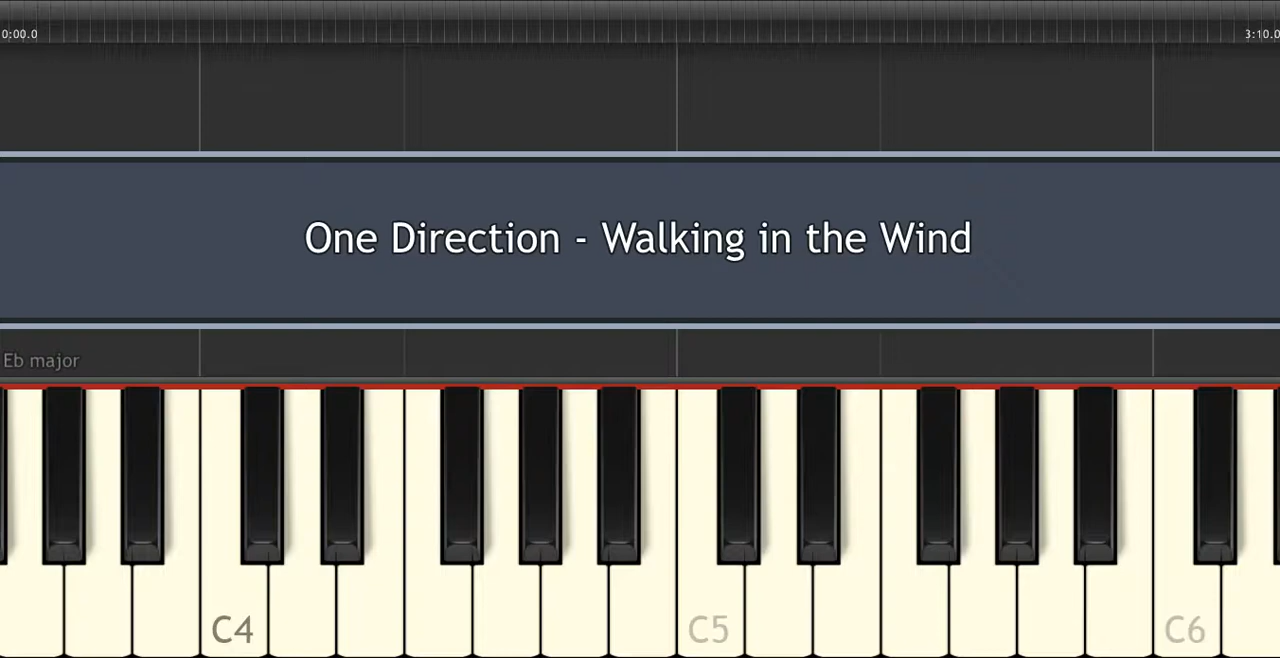 0:00.0
3:10.0
One Direction - Walking in the Wind
Eb major
C4
C5
C6